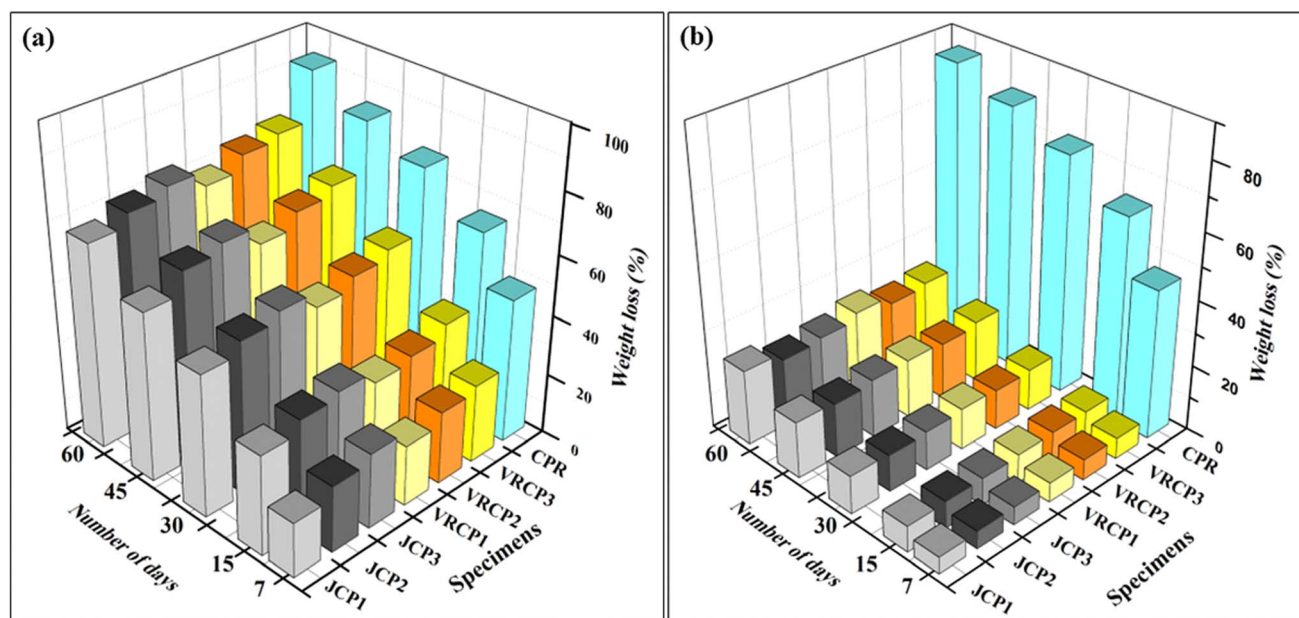 (a)
100
80
60
40
20
0
Weight loss (%)
60
45
30
15
7
Number of days
CPR
VRCP3
VRCP2
VRCP1
JCP3
JCP2
JCP1
Specimens
(b)
80
60
40
20
0
Weight loss (%)
60
45
30
15
7
Number of days
CPR
VRCP3
VRCP2
VRCP1
JCP3
JCP2
JCP1
Specimens